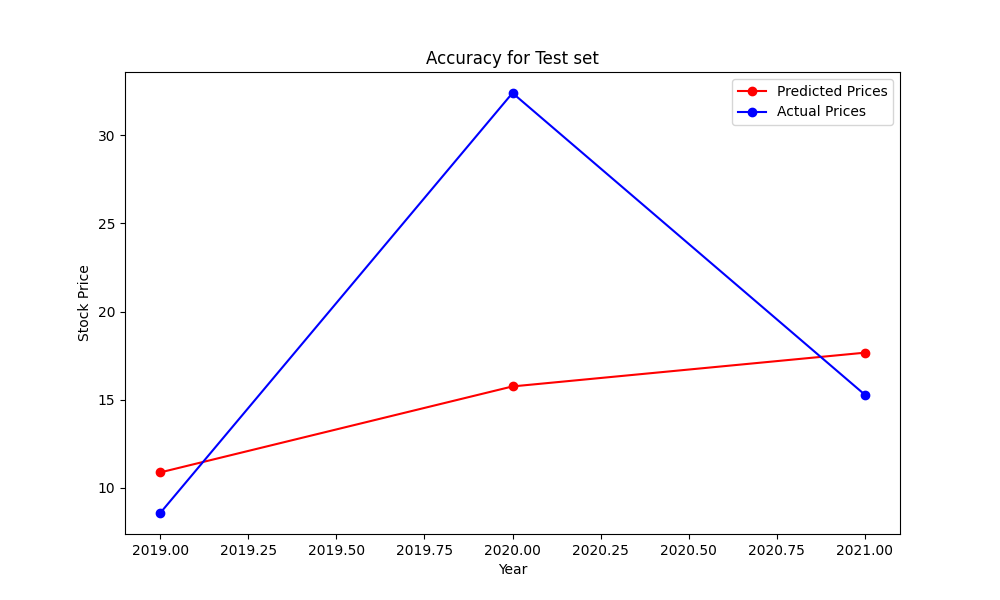 Accuracy for Test set
Predicted Prices
Actual Prices
Stock Price
30
25
20
15
10
2019.00 2019.25 2019.50 2019.75 2020.00 2020.25 2020.50 2020.75 2021.00
Year